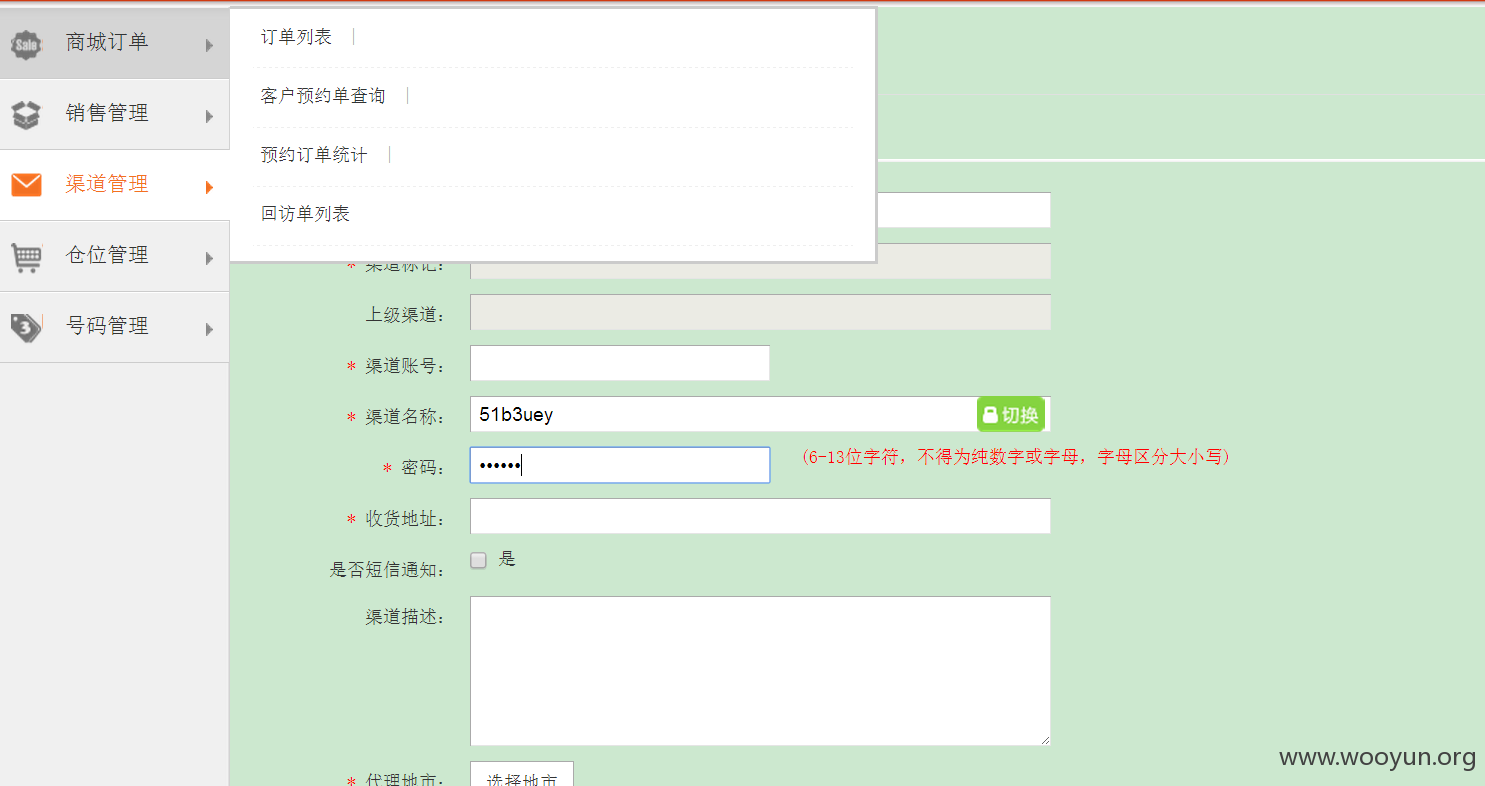 商城订单
销售管理
渠道管理
仓位管理
号码管理
订单列表
客户预约单查询
预约订单统计
回访单列表
* 渠道标记：
上级渠道：
* 渠道账号：
* 渠道名称： 51b3uey 切换
* 密码： •••••• (6-13位字符，不得为纯数字或字母，字母区分大小写)
* 收货地址：
是否短信通知： 是
渠道描述：
* 代理地市： 选择地市
Sale
3
www.wooyun.org